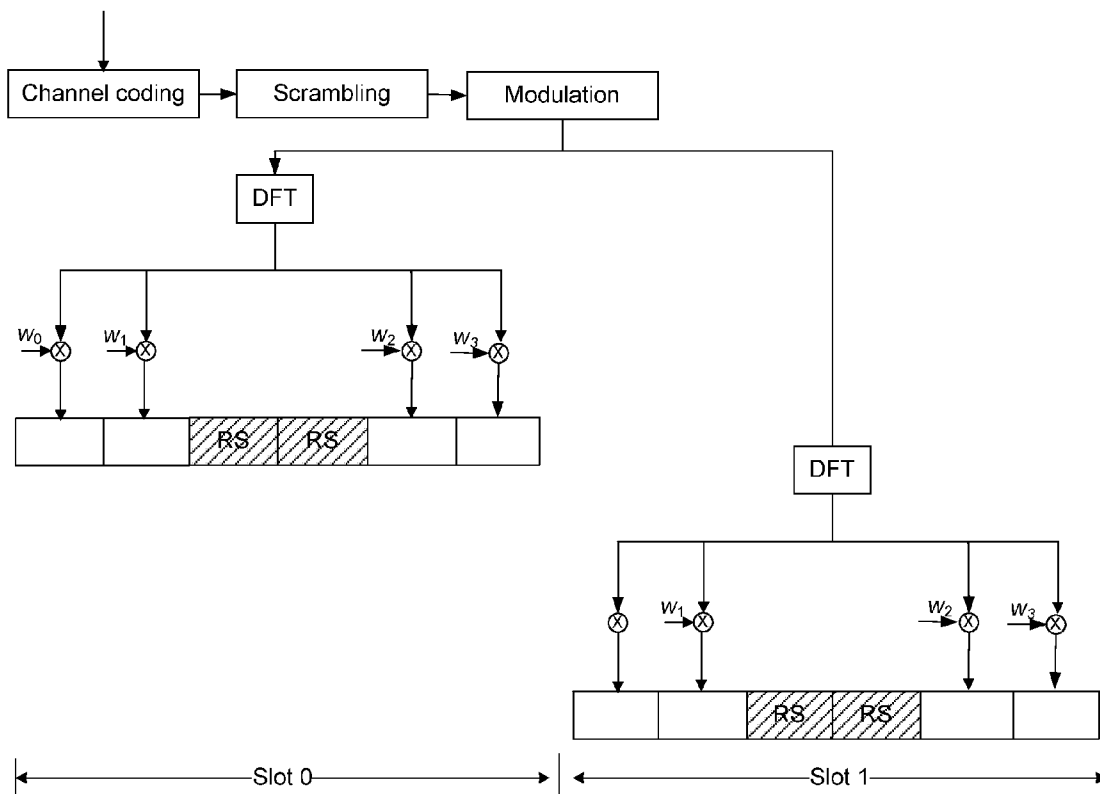 Channel coding
Scrambling
Modulation
DFT
w₀
w₁
w₂
w₃
X
X
X
X
RS
RS
DFT
w₁
w₂
w₃
X
X
X
X
RS
RS
Slot 0
Slot 1